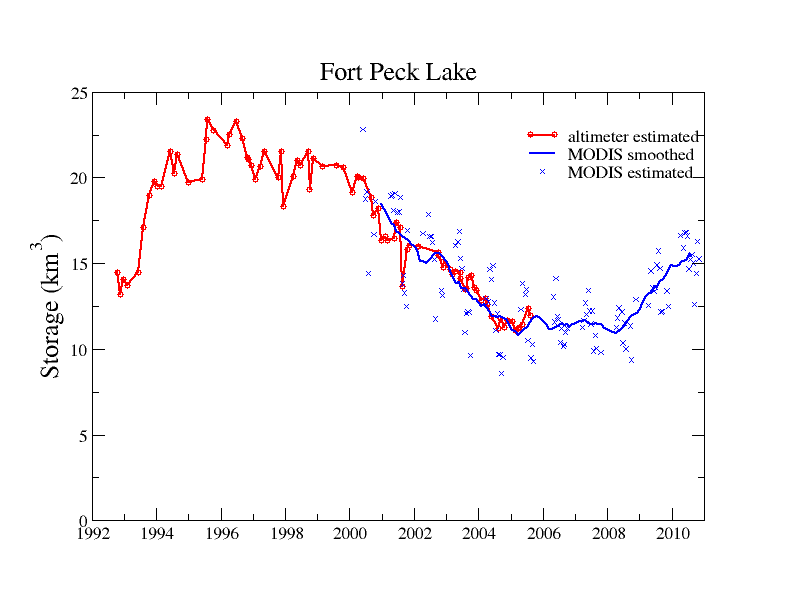 Fort Peck Lake
25
20
15
10
5
0
Storage (km³)
altimeter estimated
MODIS smoothed
MODIS estimated
1992 1994 1996 1998 2000 2002 2004 2006 2008 2010